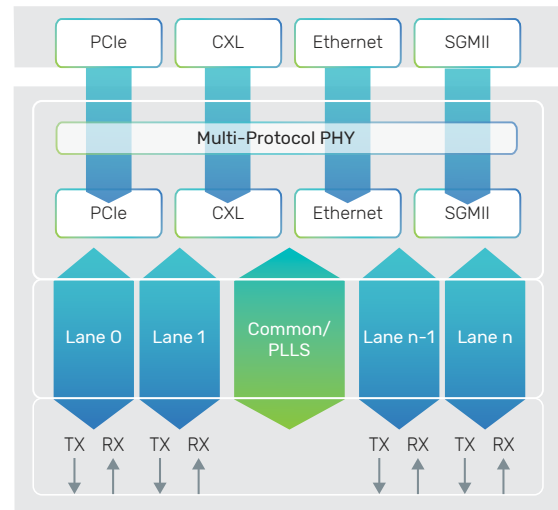 PCIe CXL Ethernet SGMII
Multi-Protocol PHY
PCIe CXL Ethernet SGMII
Lane 0 Lane 1 Common/ Lane n-1 Lane n
PLLS
TX RX TX RX TX RX TX RX